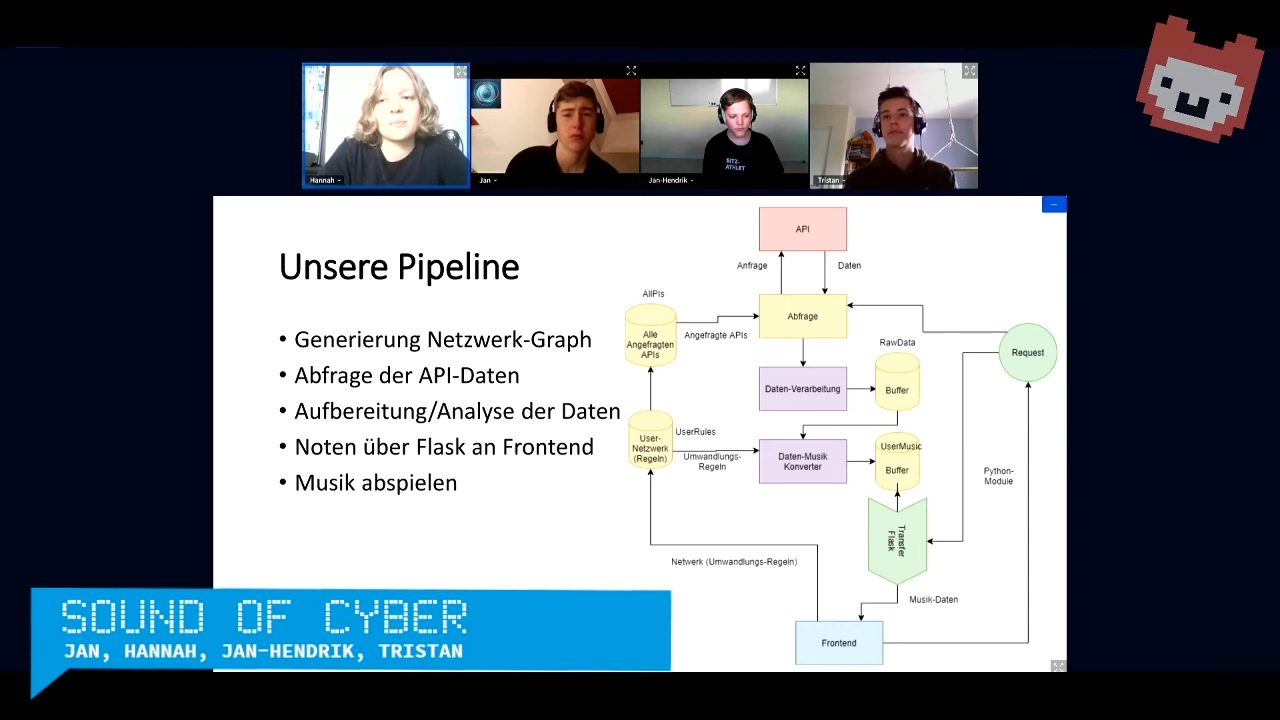 Hannah
Jan
Jan-Hendrik
Tristan
SITZ-
ATHLET
Unsere Pipeline
• Generierung Netzwerk-Graph
• Abfrage der API-Daten
• Aufbereitung/Analyse der Daten
• Noten über Flask an Frontend
• Musik abspielen
API
Anfrage
Daten
AllPIs
Alle
Angefragten
APIs
Angefragte APIs
Abfrage
Request
RawData
Daten-Verarbeitung
Buffer
User-
Netzwerk
(Regeln)
UserRules
Umwandlungs-
Regeln
Daten-Musik
Konverter
UserMusic
Buffer
Python-
Module
Transfer
Flask
Netwerk (Umwandlungs-Regeln)
Musik-Daten
Frontend
SOUND OF CYBER
JAN, HANNAH, JAN-HENDRIK, TRISTAN